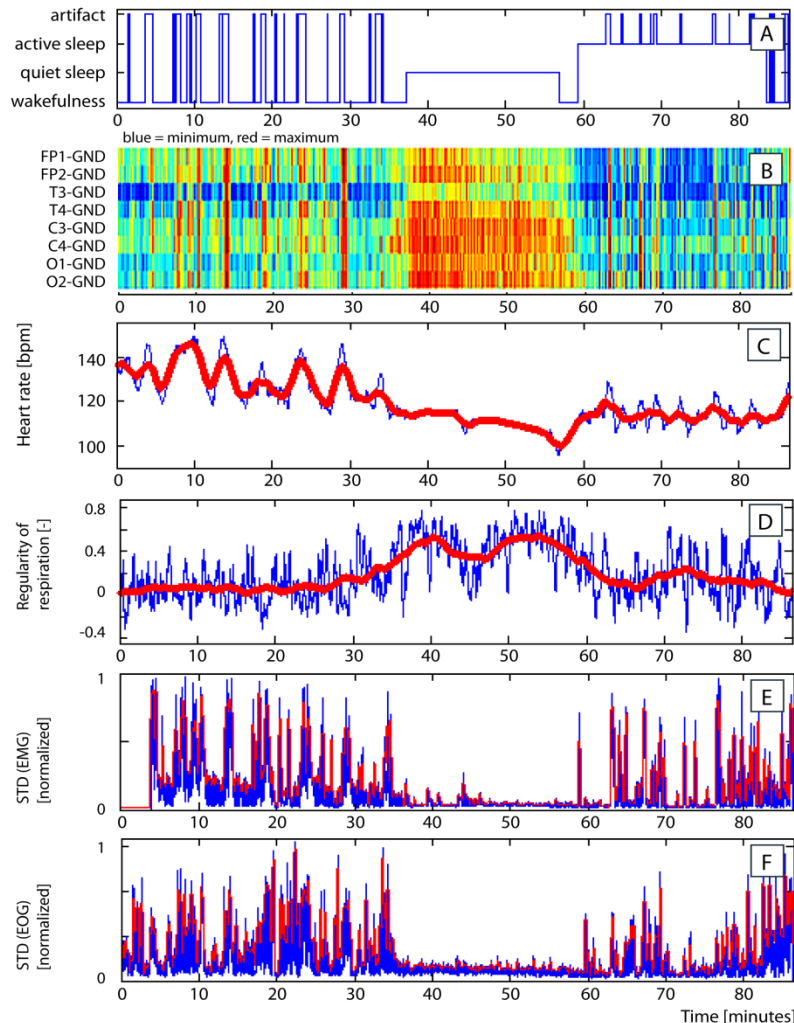 artifact
active sleep
quiet sleep
wakefulness
A
0 10 20 30 40 50 60 70 80
blue = minimum, red = maximum
FP1-GND
FP2-GND
T3-GND
T4-GND
C3-GND
C4-GND
O1-GND
O2-GND
B
0 10 20 30 40 50 60 70 80
Heart rate [bpm]
140
120
100
C
0 10 20 30 40 50 60 70 80
Regularity of
respiration [-]
0.8
0.4
0
-0.4
D
0 10 20 30 40 50 60 70 80
STD (EMG)
[normalized]
1
0
E
0 10 20 30 40 50 60 70 80
STD (EOG)
[normalized]
1
0
F
0 10 20 30 40 50 60 70 80
Time [minutes]